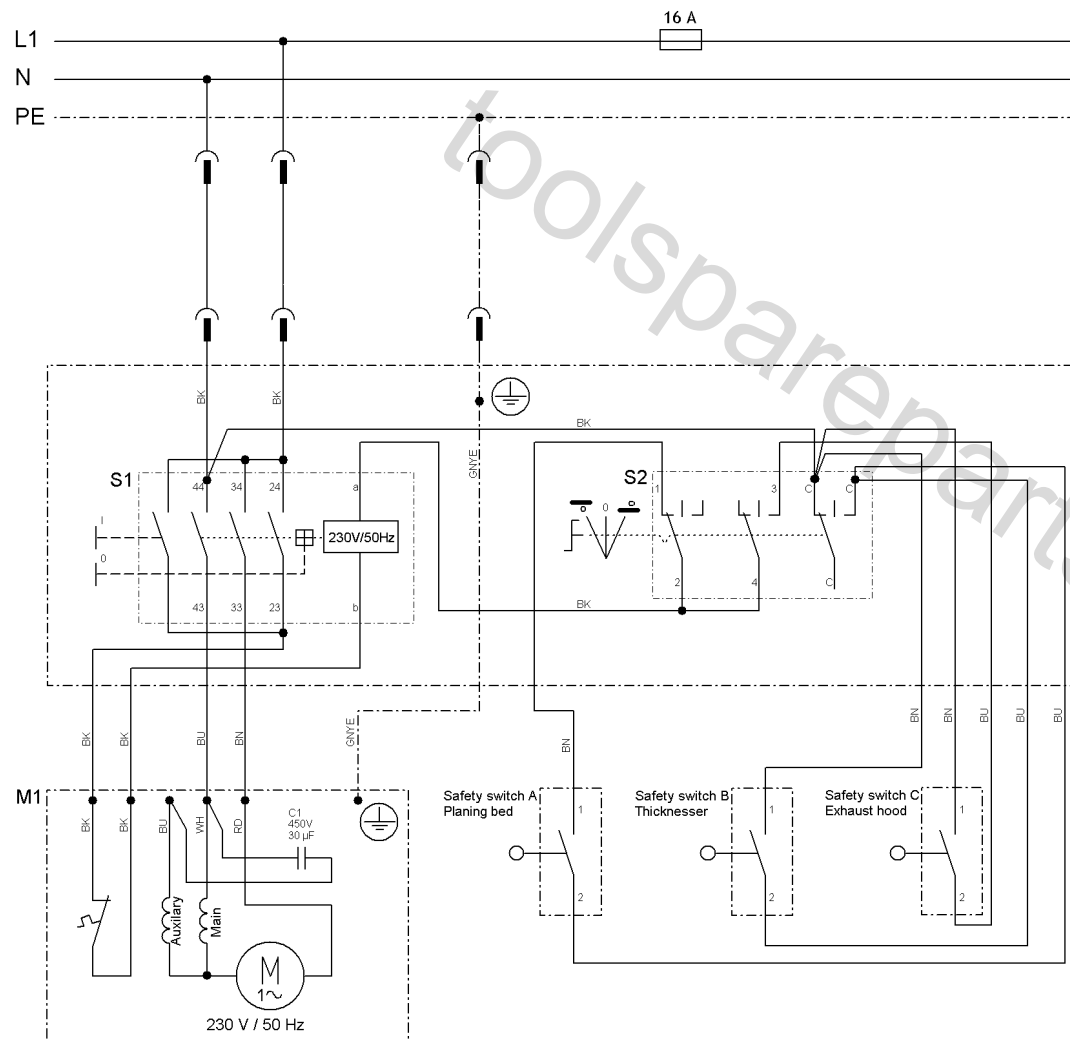 16 A
L1
N
PE
toolspareparts
BK
BK
BK
GNYE
S1
44
34
24
a
S2
1
3
C
C
I
0
230V/50Hz
0
43
33
23
b
2
4
C
BK
BK
BK
BU
BN
GNYE
BN
BN
BN
BU
BU
BU
M1
BK
BK
BU
WH
RD
C1
450V
30 µF
Auxilary
Main
M
1~
230 V / 50 Hz
Safety switch A
Planing bed
1
2
Safety switch B
Thicknesser
1
2
Safety switch C
Exhaust hood
1
2